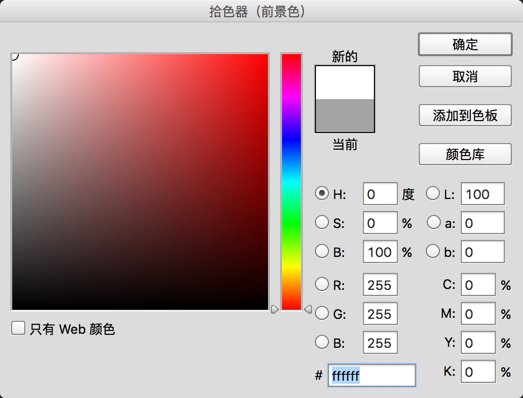 拾色器（前景色）
新的
当前
确定
取消
添加到色板
颜色库
H: 0 度 L: 100
S: 0 % a: 0
B: 100 % b: 0
R: 255 C: 0 %
G: 255 M: 0 %
B: 255 Y: 0 %
# ffffff K: 0 %
只有 Web 颜色